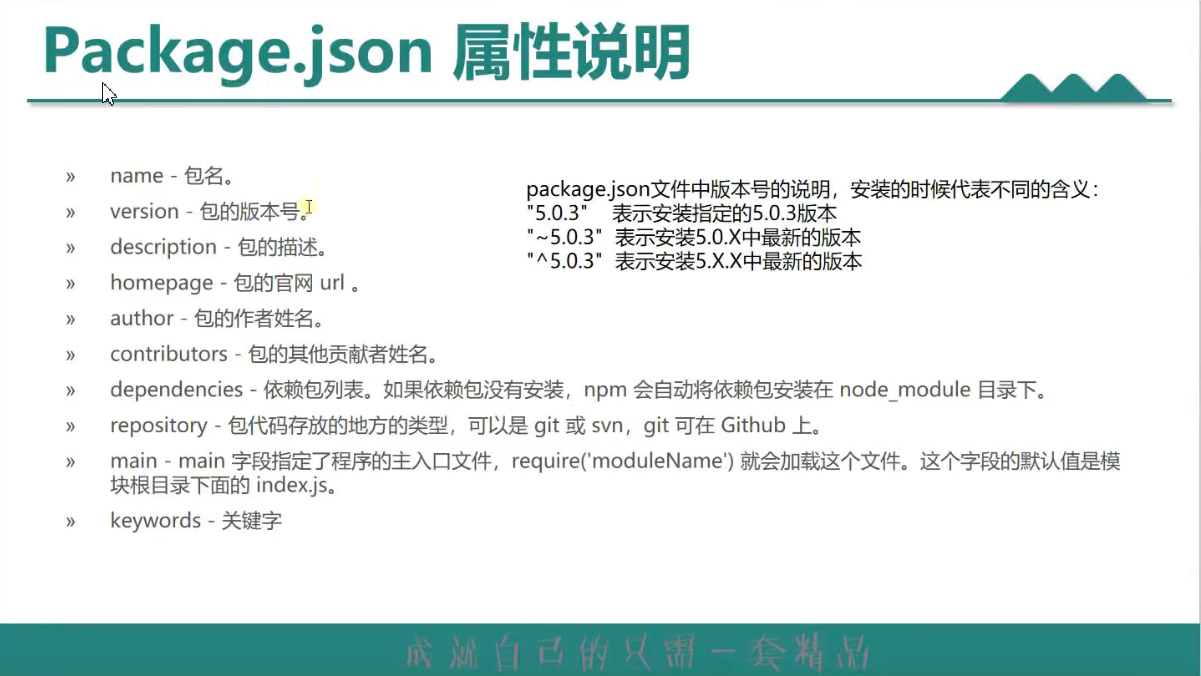 Package.json 属性说明
» name - 包名。
» version - 包的版本号。
» description - 包的描述。
» homepage - 包的官网 url 。
» author - 包的作者姓名。
» contributors - 包的其他贡献者姓名。
» dependencies - 依赖包列表。如果依赖包没有安装，npm 会自动将依赖包安装在 node_module 目录下。
» repository - 包代码存放的地方的类型，可以是 git 或 svn，git 可在 Github 上。
» main - main 字段指定了程序的主入口文件，require('moduleName') 就会加载这个文件。这个字段的默认值是模
块根目录下面的 index.js。
» keywords - 关键字
package.json文件中版本号的说明，安装的时候代表不同的含义：
"5.0.3" 表示安装指定的5.0.3版本
"~5.0.3" 表示安装5.0.X中最新的版本
"^5.0.3" 表示安装5.X.X中最新的版本
成就自己的只需一套精品